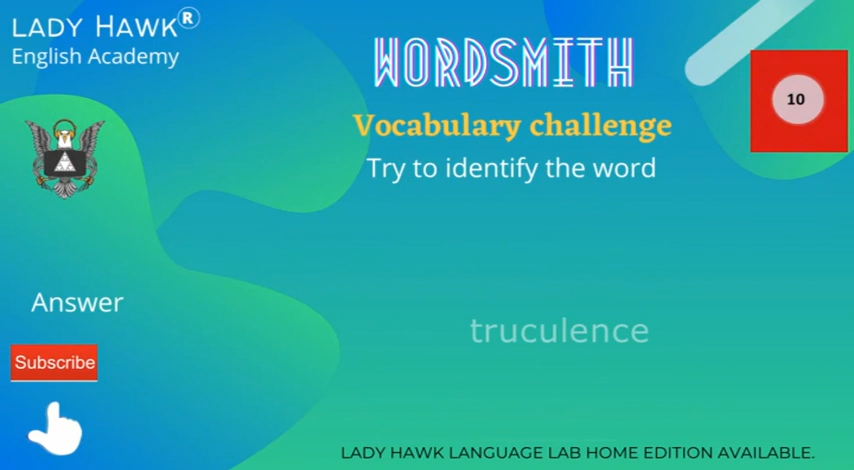 LADY HAWK®
English Academy
WORDSMITH
Vocabulary challenge
10
Try to identify the word
Answer
truculence
Subscribe
LADY HAWK LANGUAGE LAB HOME EDITION AVAILABLE.